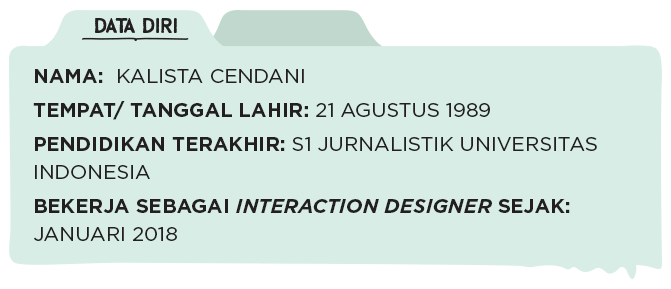 DATA DIRI
NAMA: KALISTA CENDANI
TEMPAT/ TANGGAL LAHIR: 21 AGUSTUS 1989
PENDIDIKAN TERAKHIR: S1 JURNALISTIK UNIVERSITAS
INDONESIA
BEKERJA SEBAGAI INTERACTION DESIGNER SEJAK:
JANUARI 2018